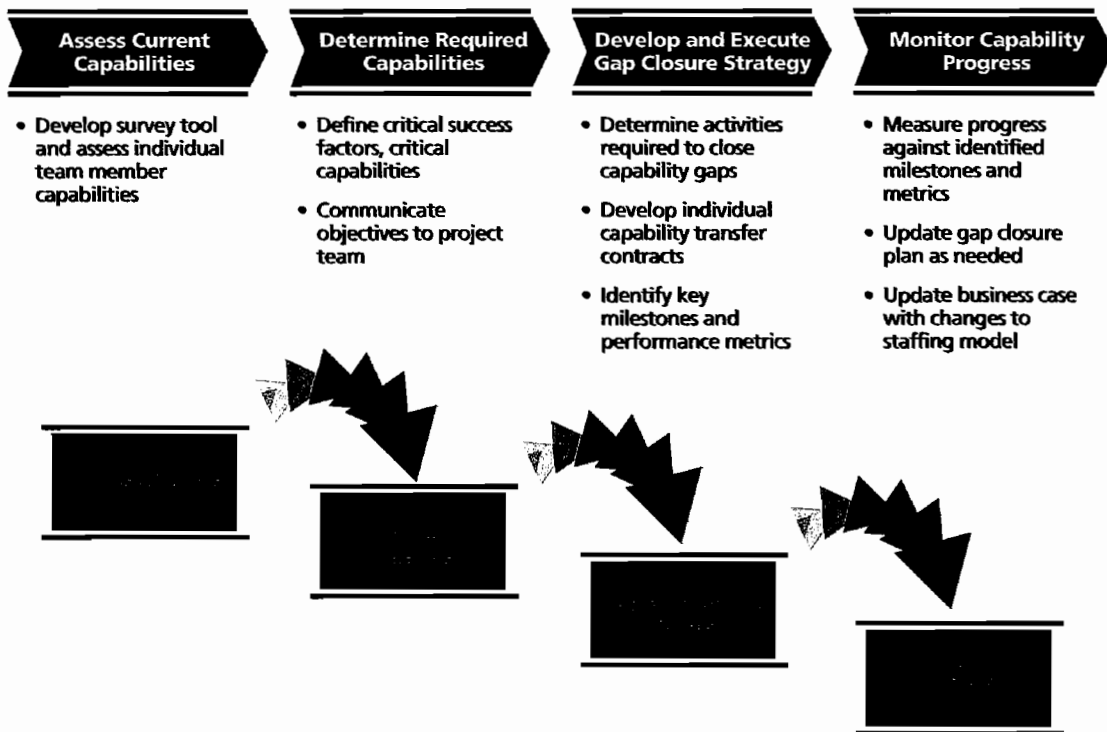 Assess Current
Capabilities
Determine Required
Capabilities
Develop and Execute
Gap Closure Strategy
Monitor Capability
Progress
• Develop survey tool
and assess individual
team member
capabilities
• Define critical success
factors, critical
capabilities
• Communicate
objectives to project
team
• Determine activities
required to close
capability gaps
• Develop individual
capability transfer
contracts
• Identify key
milestones and
performance metrics
• Measure progress
against identified
milestones and
metrics
• Update gap closure
plan as needed
• Update business case
with changes to
staffing model